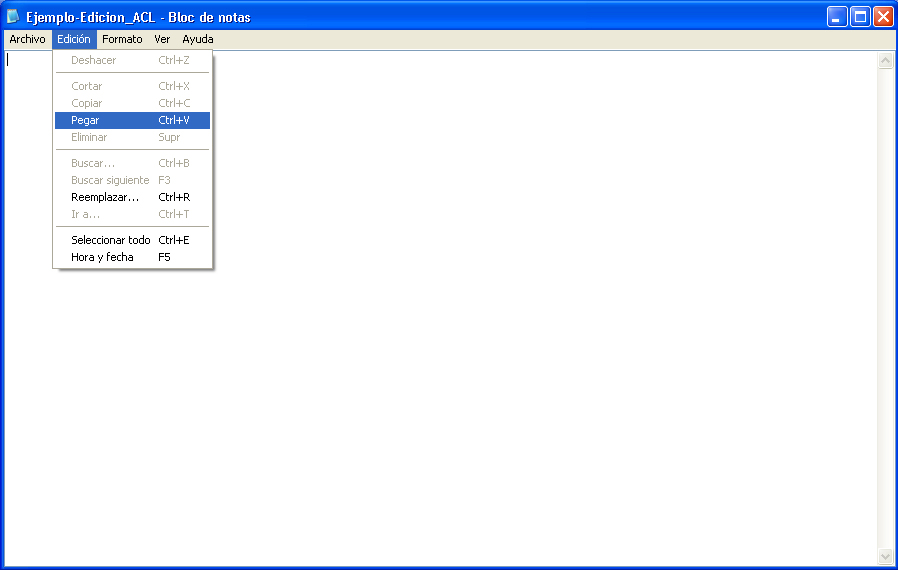 Ejemplo-Edicion_ACL - Bloc de notas
Archivo Edición Formato Ver Ayuda
Deshacer Ctrl+Z
Cortar Ctrl+X
Copiar Ctrl+C
Pegar Ctrl+V
Eliminar Supr
Buscar... Ctrl+B
Buscar siguiente F3
Reemplazar... Ctrl+R
Ir a... Ctrl+T
Seleccionar todo Ctrl+E
Hora y fecha F5